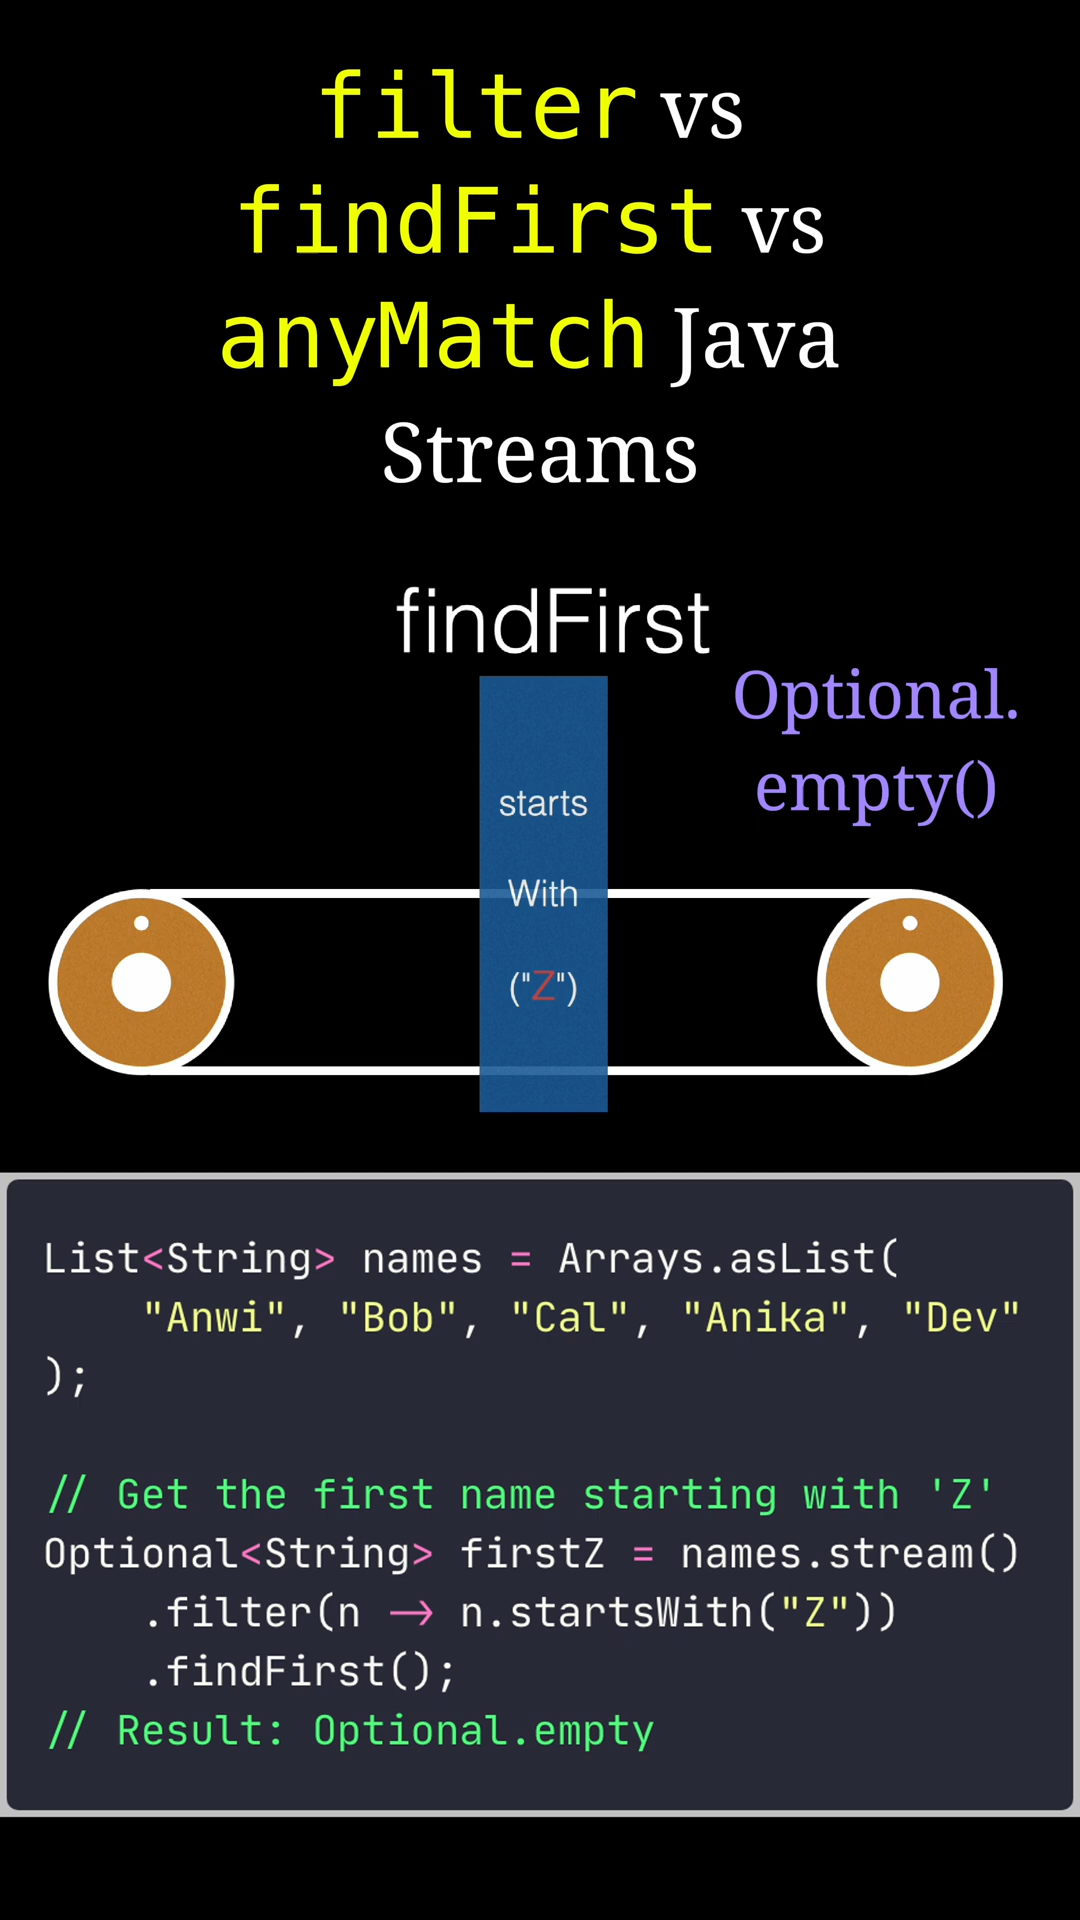 filter vs
findFirst vs
anyMatch Java
Streams
findFirst
Optional.
empty()
starts
With
("Z")
List<String> names = Arrays.asList(
    "Anwi", "Bob", "Cal", "Anika", "Dev"
);
// Get the first name starting with 'Z'
Optional<String> firstZ = names.stream()
    .filter(n -> n.startsWith("Z"))
    .findFirst();
// Result: Optional.empty